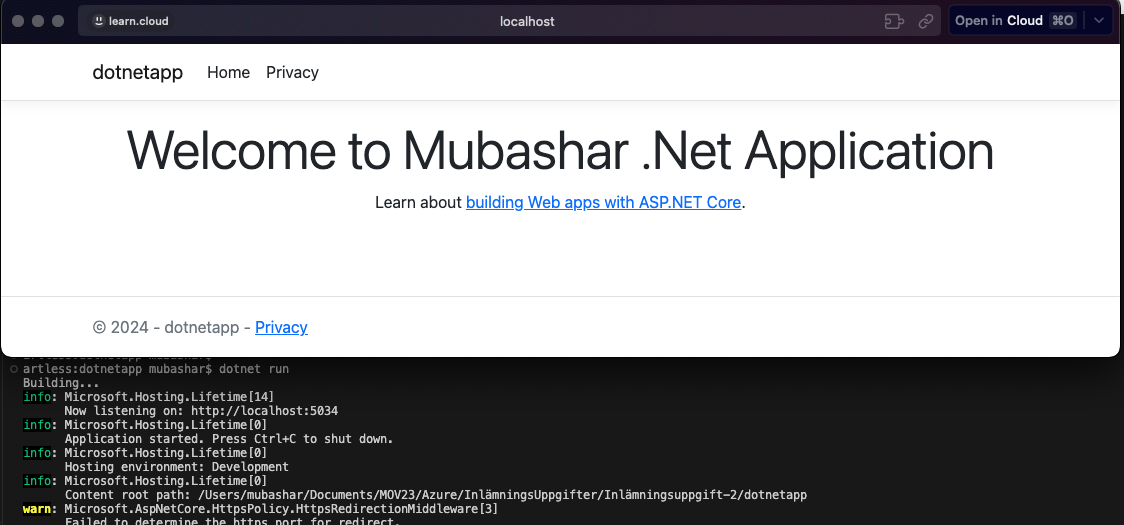 learn.cloud
localhost
Open in Cloud ⌘O
dotnetapp Home Privacy
Welcome to Mubashar .Net Application
Learn about building Web apps with ASP.NET Core.
© 2024 - dotnetapp - Privacy
artless:dotnetapp mubashar$ dotnet run
Building...
info: Microsoft.Hosting.Lifetime[14]
Now listening on: http://localhost:5034
info: Microsoft.Hosting.Lifetime[0]
Application started. Press Ctrl+C to shut down.
info: Microsoft.Hosting.Lifetime[0]
Hosting environment: Development
info: Microsoft.Hosting.Lifetime[0]
Content root path: /Users/mubashar/Documents/MOV23/Azure/InlämningsUppgifter/Inlämningsuppgift-2/dotnetapp
warn: Microsoft.AspNetCore.HttpsPolicy.HttpsRedirectionMiddleware[3]
Failed to determine the https port for redirect.